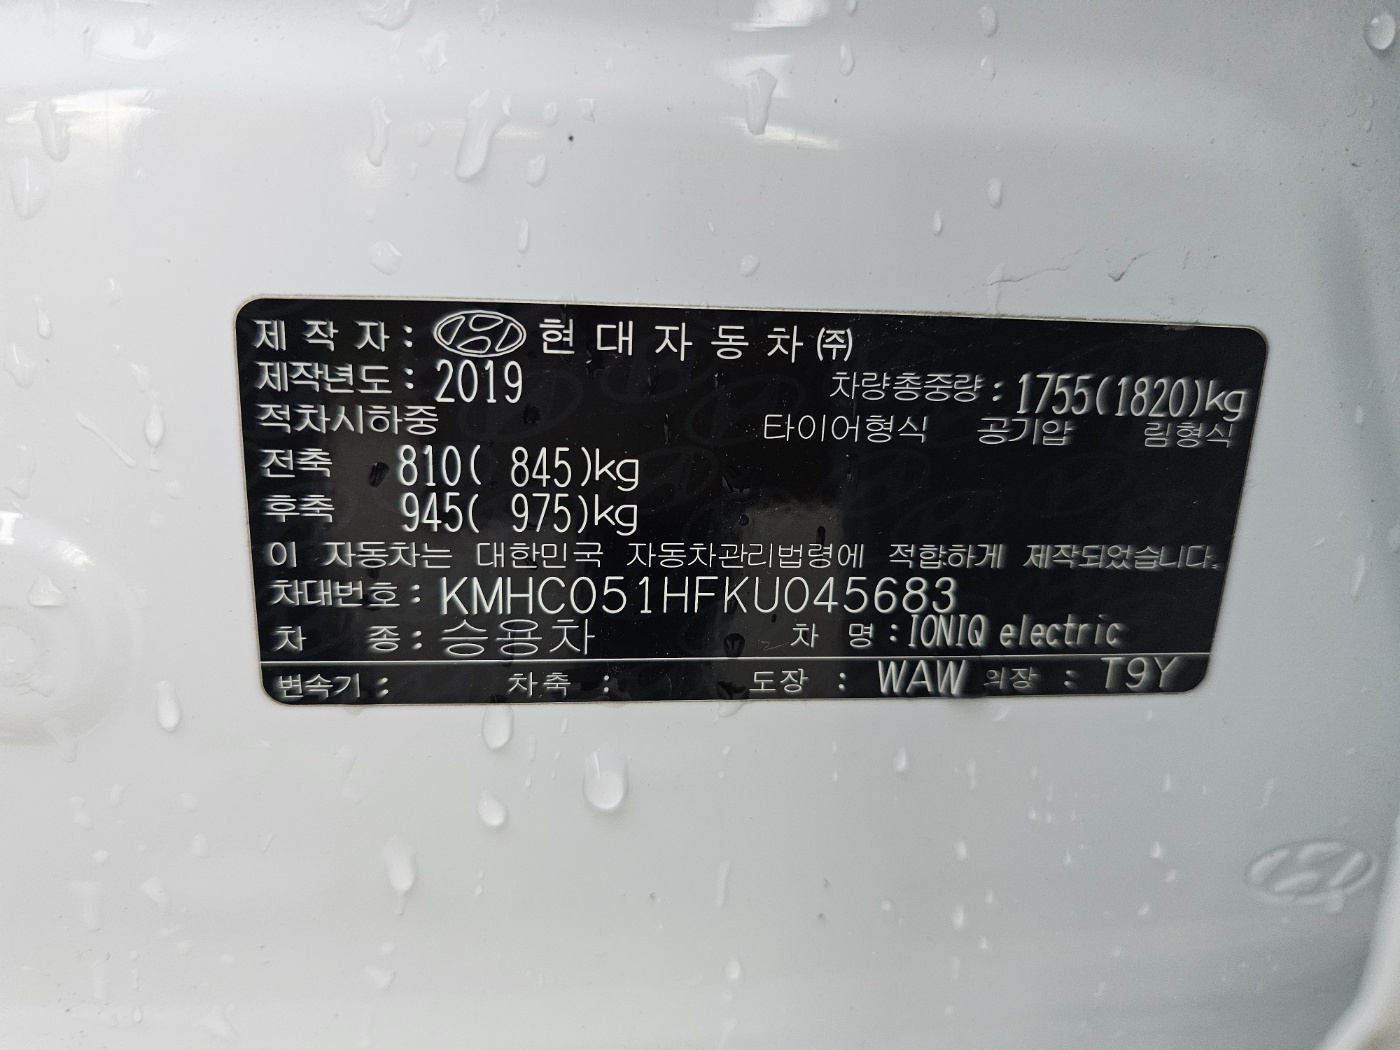 제 작 자 : 현 대 자 동 차 ㈜
제작년도 : 2019 차량총중량 : 1755(1820)kg
적차시하중 타이어형식 공기압 림형식
전축 810( 845)kg
후축 945( 975)kg
이 자동차는 대한민국 자동차관리법령에 적합하게 제작되었습니다.
차대번호 : KMHC051HFKU045683
차 종 : 승용차 차 명 : IONIQ electric
변속기 : 차축 : 도장 : WAW 의장 : T9Y